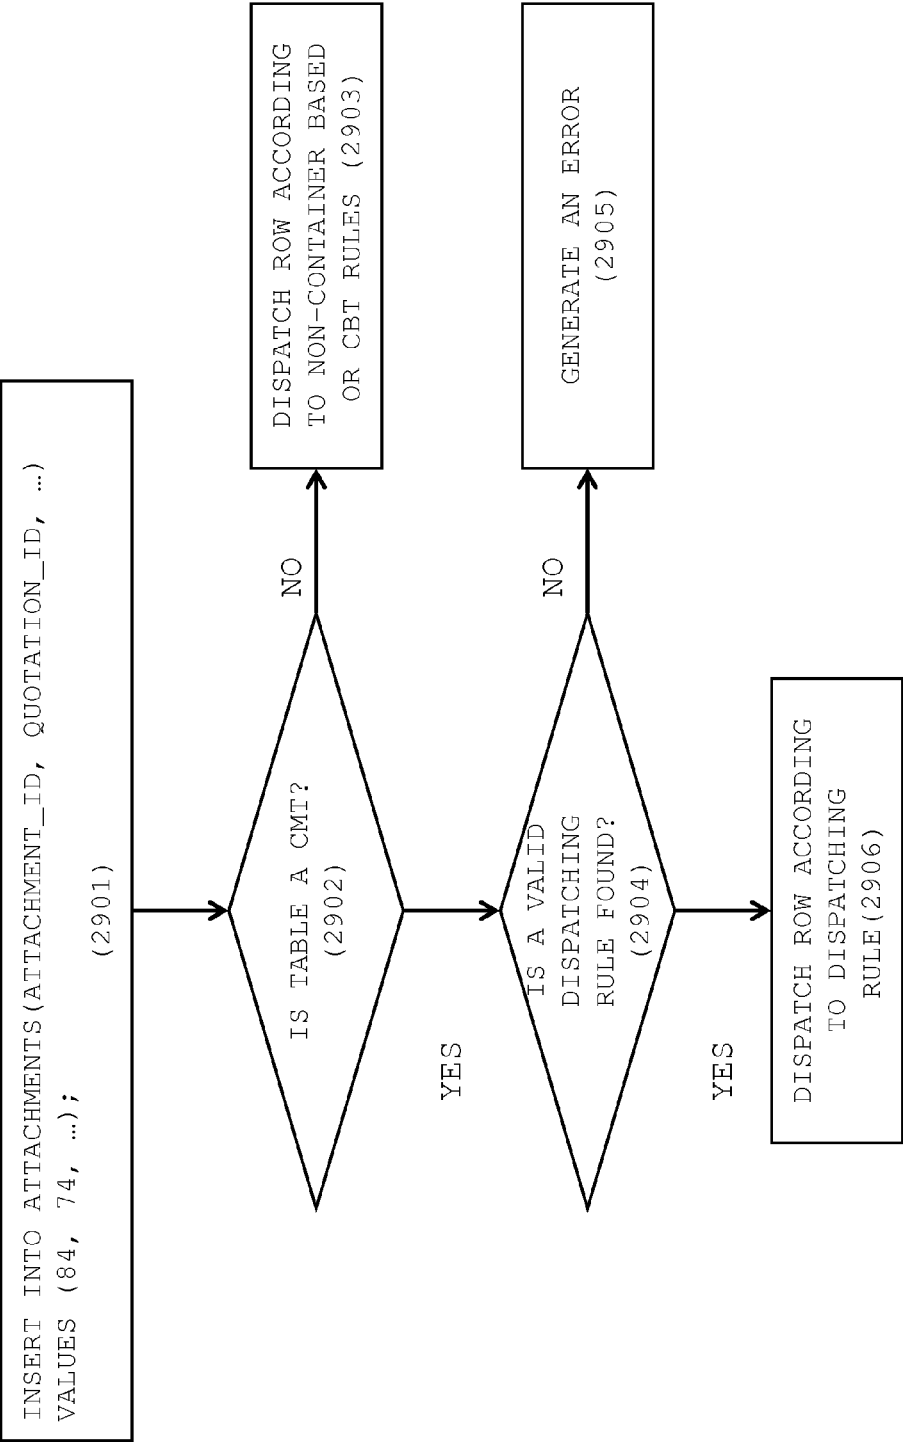 INSERT INTO ATTACHMENTS(ATTACHMENT_ID, QUOTATION_ID, …)
VALUES (84, 74, …);
(2901)
IS TABLE A CMT?
(2902)
NO
DISPATCH ROW ACCORDING
TO NON-CONTAINER BASED
OR CBT RULES (2903)
YES
IS A VALID
DISPATCHING
RULE FOUND?
(2904)
NO
GENERATE AN ERROR
(2905)
YES
DISPATCH ROW ACCORDING
TO DISPATCHING
RULE(2906)